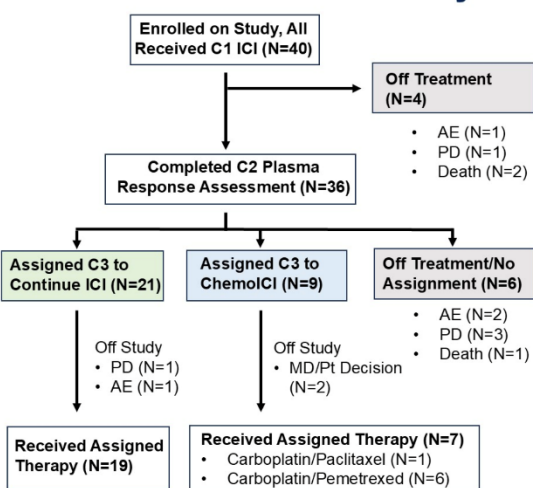 Enrolled on Study, All
Received C1 ICI (N=40)
Off Treatment
(N=4)
• AE (N=1)
• PD (N=1)
• Death (N=2)
Completed C2 Plasma
Response Assessment (N=36)
Assigned C3 to
Continue ICI (N=21)
Assigned C3 to
ChemoICI (N=9)
Off Treatment/No
Assignment (N=6)
• AE (N=2)
• PD (N=3)
• Death (N=1)
Off Study
• PD (N=1)
• AE (N=1)
Off Study
• MD/Pt Decision
(N=2)
Received Assigned
Therapy (N=19)
Received Assigned Therapy (N=7)
• Carboplatin/Paclitaxel (N=1)
• Carboplatin/Pemetrexed (N=6)